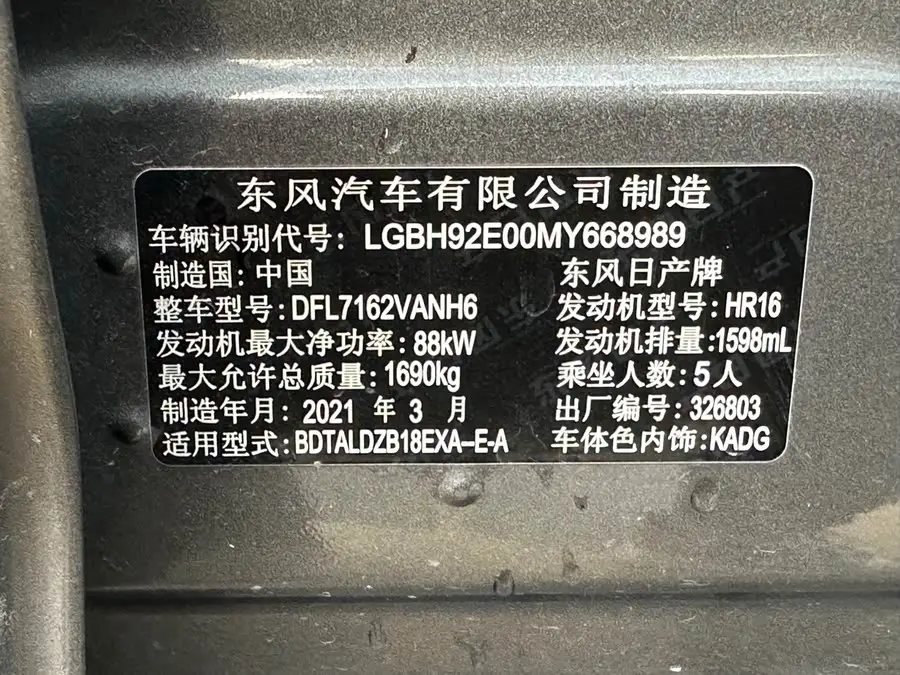 东风汽车有限公司制造
车辆识别代号: LGBH92E00MY668989
制造国: 中国 东风日产牌
整车型号: DFL7162VANH6 发动机型号: HR16
发动机最大净功率: 88kW 发动机排量: 1598mL
最大允许总质量: 1690kg 乘坐人数: 5人
制造年月: 2021 年 3 月 出厂编号: 326803
适用型式: BDTALDZB18EXA-E-A 车体色内饰: KADG